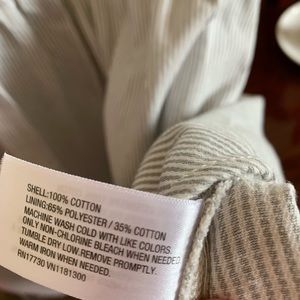 SHELL:100% COTTON
LINING:65% POLYESTER / 35% COTTON
MACHINE WASH COLD WITH LIKE COLORS.
ONLY NON-CHLORINE BLEACH WHEN NEEDED.
TUMBLE DRY LOW.REMOVE PROMPTLY.
WARM IRON WHEN NEEDED.
RN17730 VN1181300